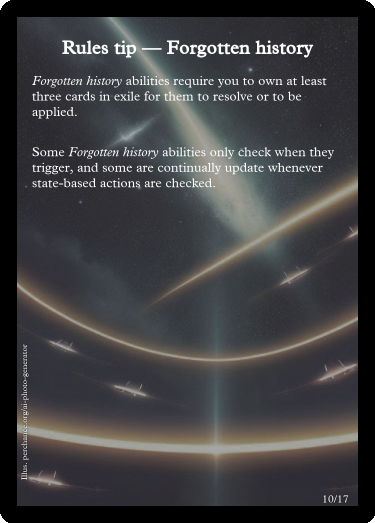 Rules tip — Forgotten history
Forgotten history abilities require you to own at least
three cards in exile for them to resolve or to be
applied.
Some Forgotten history abilities only check when they
trigger, and some are continually update whenever
state-based actions are checked.
Illus. perchance.org/ai-photo-generator
10/17